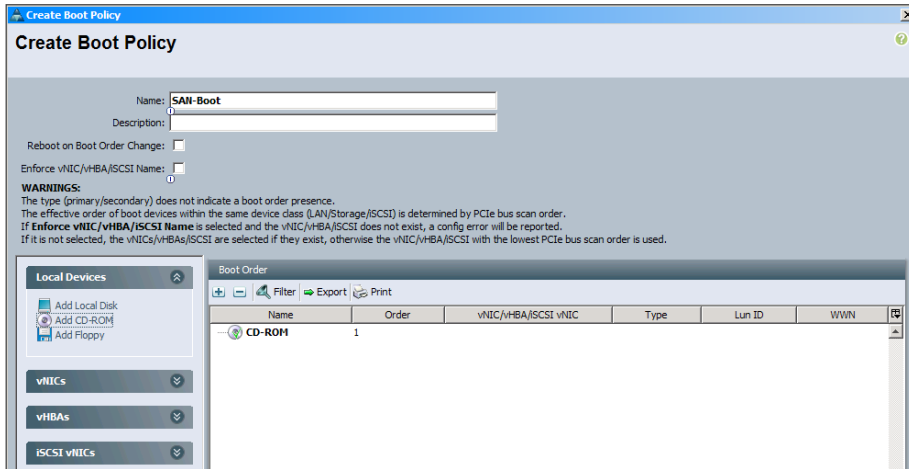 Create Boot Policy
Create Boot Policy
Name: SAN-Boot
Description:
Reboot on Boot Order Change:
Enforce vNIC/vHBA/iSCSI Name:
WARNINGS:
The type (primary/secondary) does not indicate a boot order presence.
The effective order of boot devices within the same device class (LAN/Storage/iSCSI) is determined by PCIe bus scan order.
If Enforce vNIC/vHBA/iSCSI Name is selected and the vNIC/vHBA/iSCSI does not exist, a config error will be reported.
If it is not selected, the vNICs/vHBAs/iSCSI are selected if they exist, otherwise the vNIC/vHBA/iSCSI with the lowest PCIe bus scan order is used.
Local Devices
Add Local Disk
Add CD-ROM
Add Floppy
vNICs
vHBAs
iSCSI vNICs
Boot Order
Filter Export Print
Name Order vNIC/vHBA/iSCSI vNIC Type Lun ID WWN
CD-ROM 1